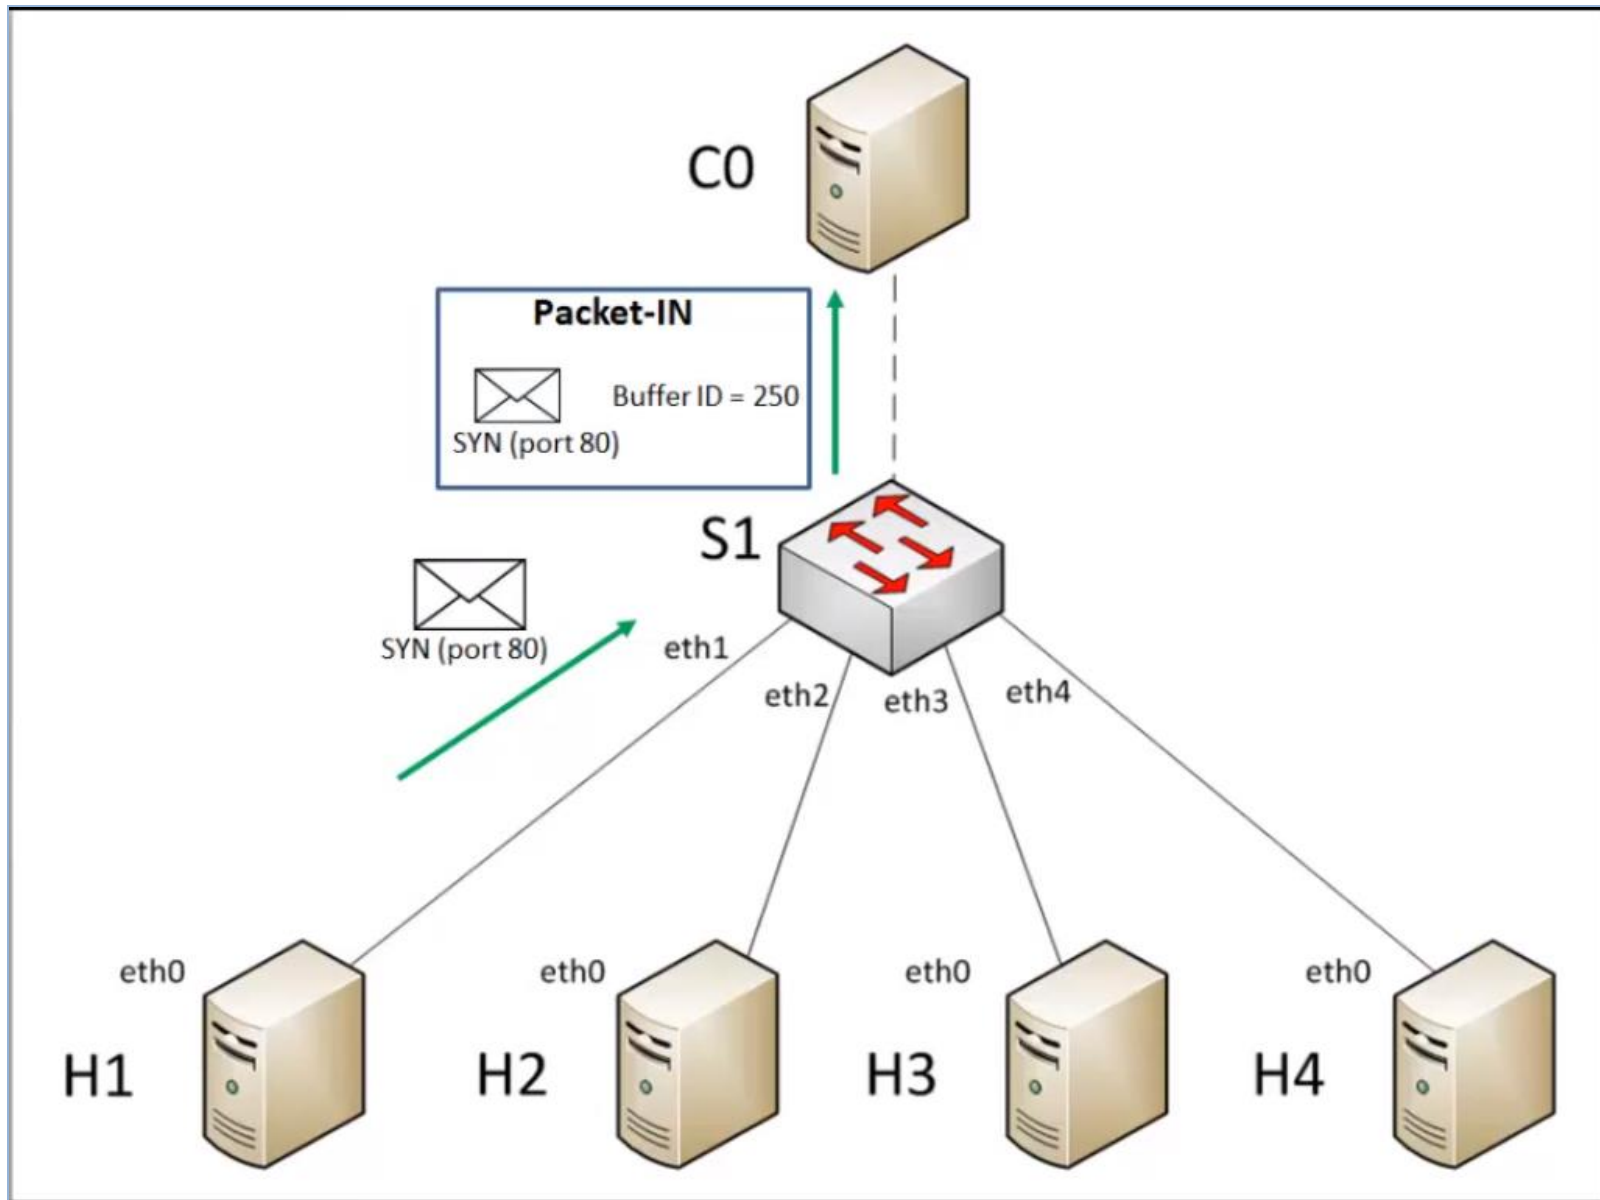 C0
Packet-IN
Buffer ID = 250
SYN (port 80)
S1
SYN (port 80)
eth1
eth2
eth3
eth4
eth0
eth0
eth0
eth0
H1
H2
H3
H4